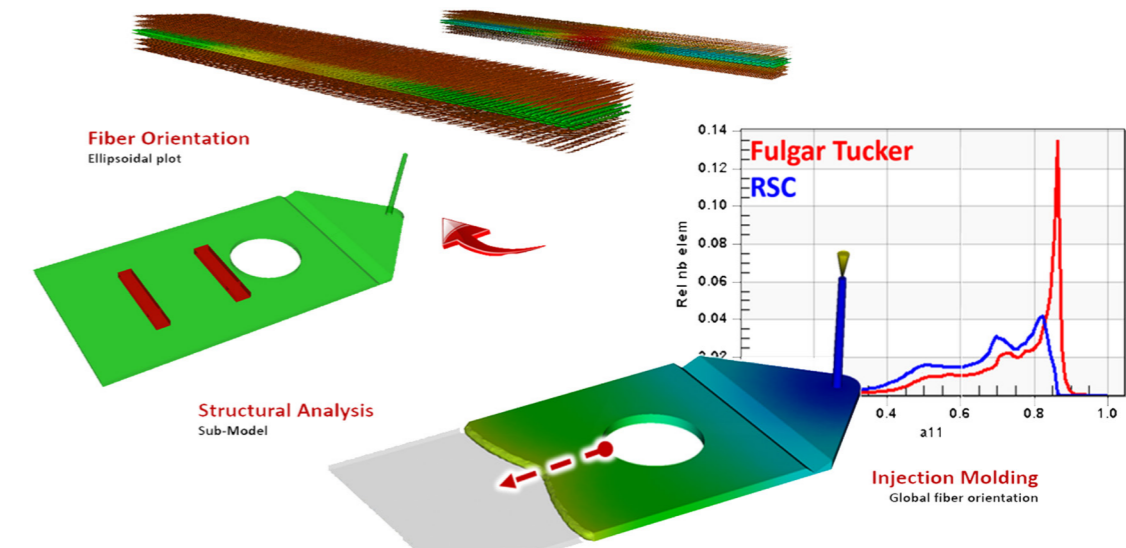 Fiber Orientation
Ellipsoidal plot
0.14
0.12
0.10
0.08
0.06
0.04
0.02
Rel nb elem
Fulgar Tucker
RSC
0.4
0.6
0.8
1.0
a11
Structural Analysis
Sub-Model
Injection Molding
Global fiber orientation